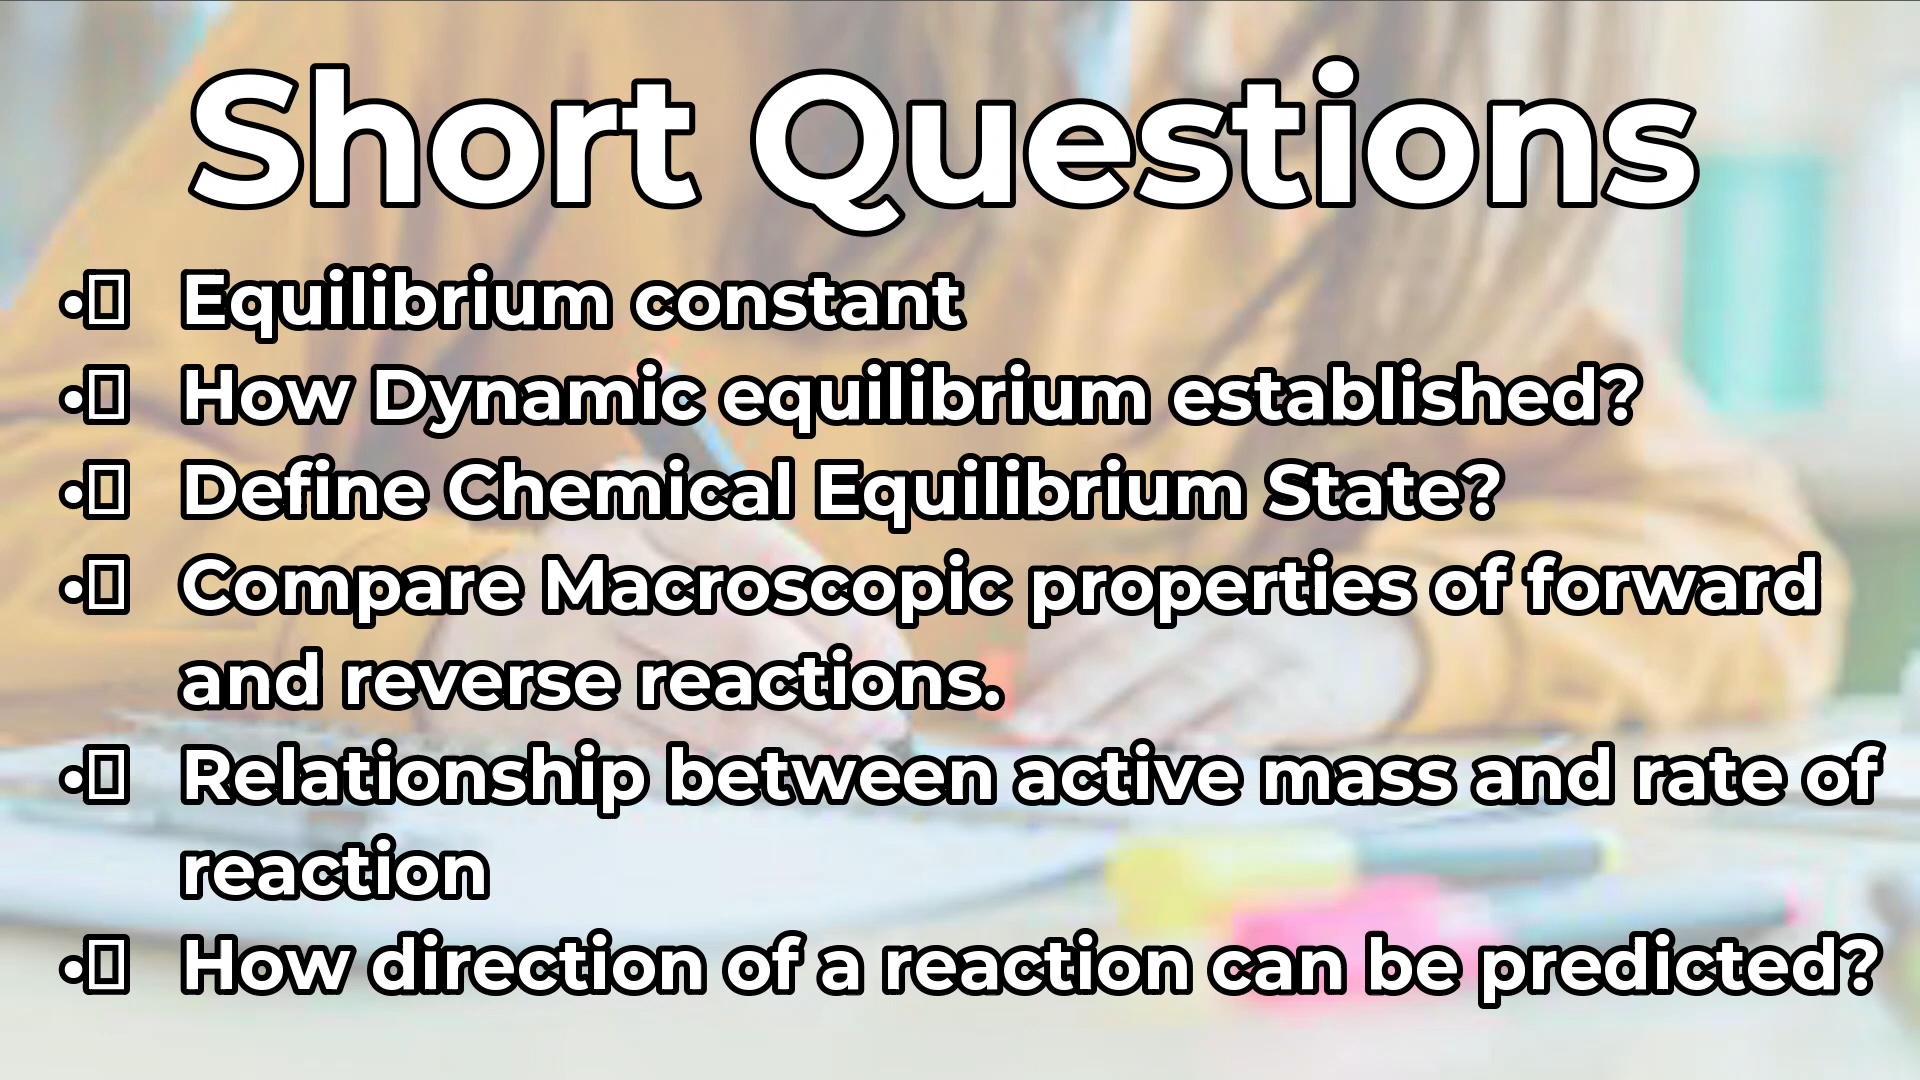 Short Questions
•▯ Equilibrium constant
•▯ How Dynamic equilibrium established?
•▯ Define Chemical Equilibrium State?
•▯ Compare Macroscopic properties of forward
and reverse reactions.
•▯ Relationship between active mass and rate of
reaction
•▯ How direction of a reaction can be predicted?